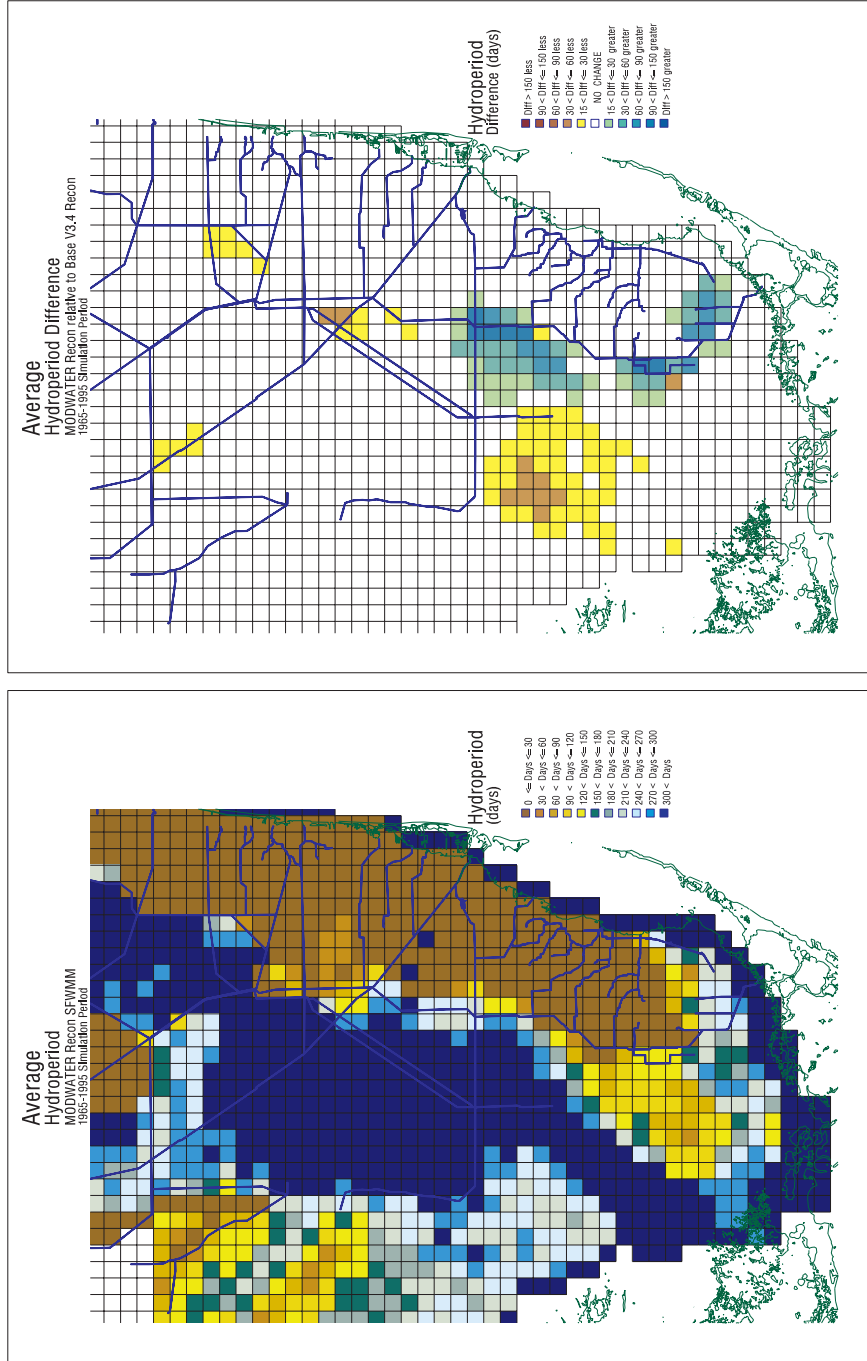 Average
Hydroperiod
MODWATER Recon SFWMM
1965-1995 Simulation Period
Hydroperiod
(days)
0 <= Days <= 30
30 < Days <= 60
60 < Days <= 90
90 < Days <= 120
120 < Days <= 150
150 < Days <= 180
180 < Days <= 210
210 < Days <= 240
240 < Days <= 270
270 < Days <= 300
300 < Days
Average
Hydroperiod Difference
MODWATER Recon relative to Base V3.4 Recon
1965-1995 Simulation Period
Hydroperiod
Difference (days)
Diff > 150 less
90 < Diff <= 150 less
60 < Diff <= 90 less
30 < Diff <= 60 less
15 < Diff <= 30 less
NO CHANGE
15 < Diff <= 30 greater
30 < Diff <= 60 greater
60 < Diff <= 90 greater
90 < Diff <= 150 greater
Diff > 150 greater